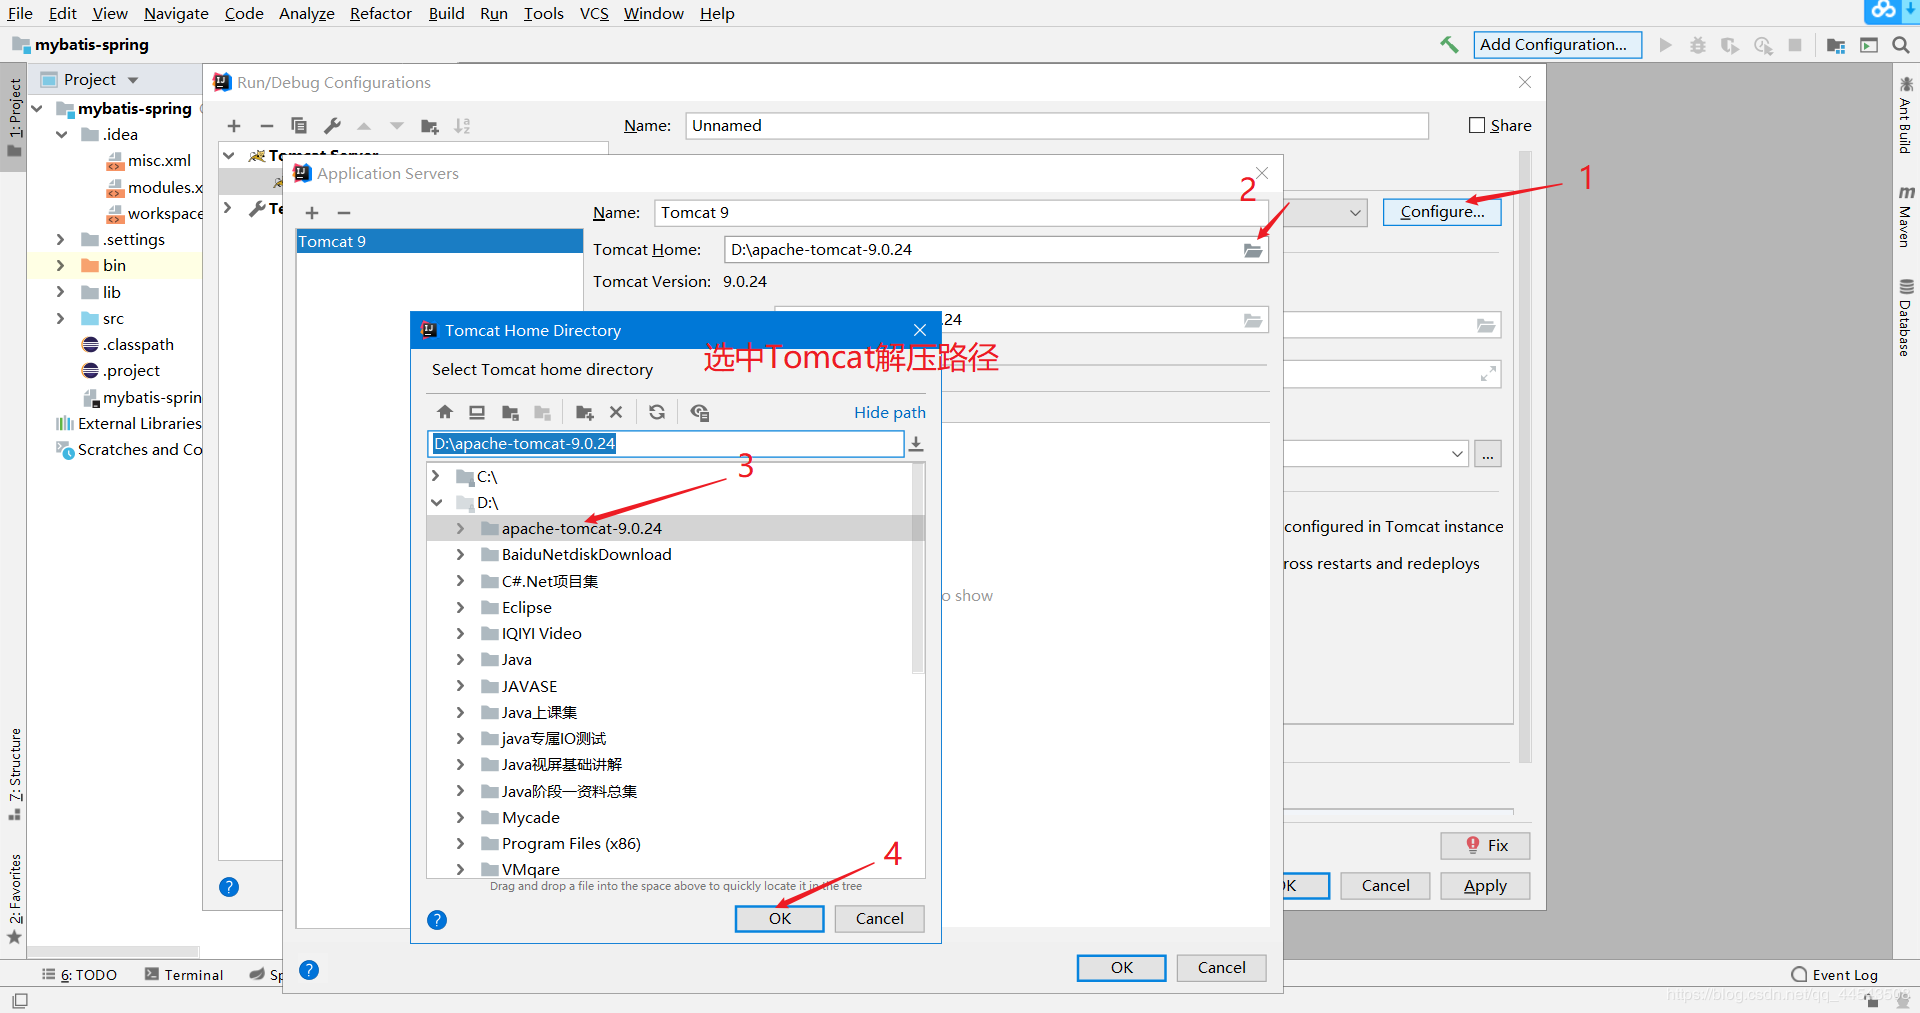 File Edit View Navigate Code Analyze Refactor Build Run Tools VCS Window Help
mybatis-spring
Add Configuration...
Project
1: Project
7: Structure
2: Favorites
mybatis-spring
.idea
misc.xml
modules.x
workspace
.settings
bin
lib
src
.classpath
.project
mybatis-sprin
External Libraries
Scratches and Co
Run/Debug Configurations
Name: Unnamed
Share
Tomcat Server
Te
1
Configure...
configured in Tomcat instance
ross restarts and redeploys
...
Fix
OK
Cancel
Apply
Application Servers
2
Tomcat 9
Name: Tomcat 9
Tomcat Home: D:\apache-tomcat-9.0.24
Tomcat Version: 9.0.24
.24
o show
OK
Cancel
Tomcat Home Directory
选中Tomcat解压路径
Select Tomcat home directory
Hide path
D:\apache-tomcat-9.0.24
3
C:\
D:\
apache-tomcat-9.0.24
BaiduNetdiskDownload
C#.Net项目集
Eclipse
IQIYI Video
Java
JAVASE
Java上课集
java专属IO测试
Java视屏基础讲解
Java阶段一资料总集
Mycade
Program Files (x86)
VMqare
4
Drag and drop a file into the space above to quickly locate it in the tree
OK
Cancel
Ant Build
Maven
Database
6: TODO
Terminal
Sp
Event Log